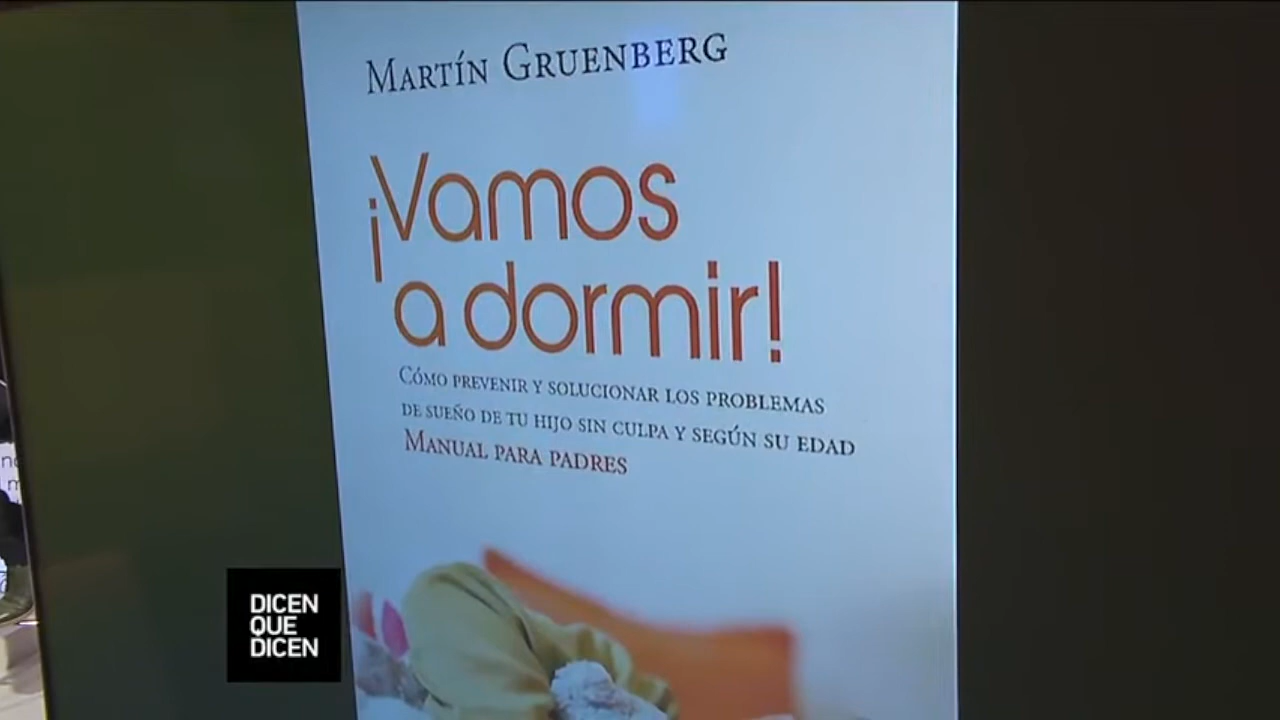 MARTÍN GRUENBERG
¡Vamos
a dormir!
CÓMO PREVENIR Y SOLUCIONAR LOS PROBLEMAS
DE SUEÑO DE TU HIJO SIN CULPA Y SEGÚN SU EDAD
MANUAL PARA PADRES
DICEN
QUE
DICEN